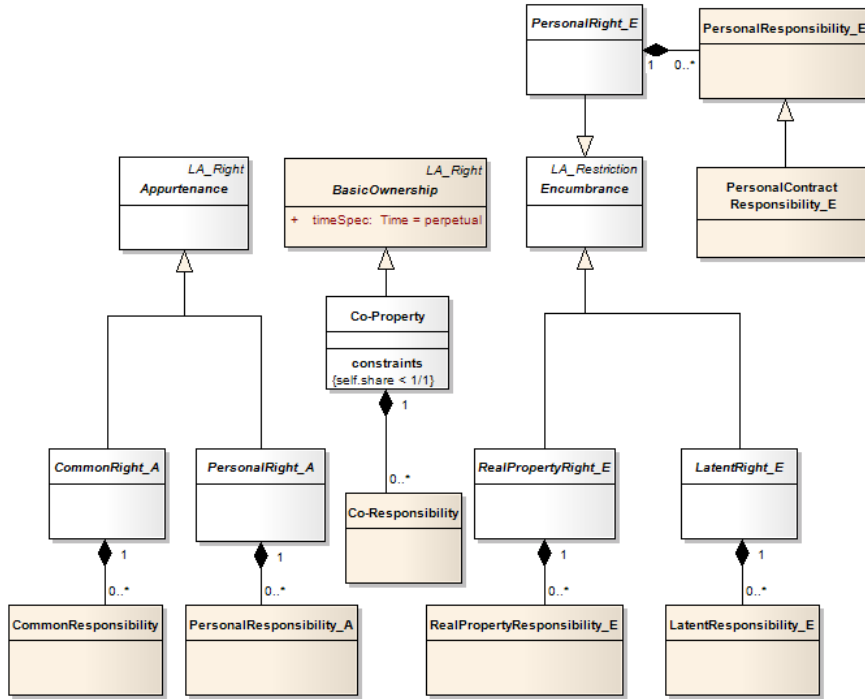 PersonalRight_E
PersonalResponsibility_E
1
0..*
LA_Right
Appurtenance
LA_Right
BasicOwnership
+ timeSpec: Time = perpetual
LA_Restriction
Encumbrance
PersonalContract
Responsibility_E
Co-Property
constraints
{self.share < 1/1}
1
CommonRight_A
PersonalRight_A
RealPropertyRight_E
LatentRight_E
0..*
Co-Responsibility
1
1
1
1
0..*
0..*
0..*
0..*
CommonResponsibility
PersonalResponsibility_A
RealPropertyResponsibility_E
LatentResponsibility_E